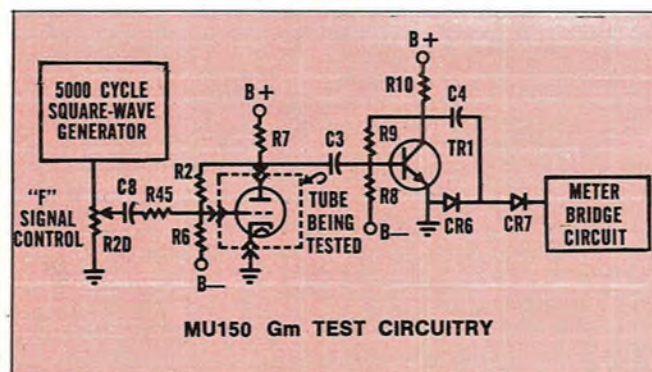 5000 CYCLE
SQUARE-WAVE
GENERATOR
"F"
SIGNAL
CONTROL
C8
R45
R2D
R2
R6
B—
B+
R7
C3
TUBE
BEING
TESTED
B+
R10
C4
R9
TR1
R8
B—
CR6
CR7
METER
BRIDGE
CIRCUIT
MU150 Gm TEST CIRCUITRY